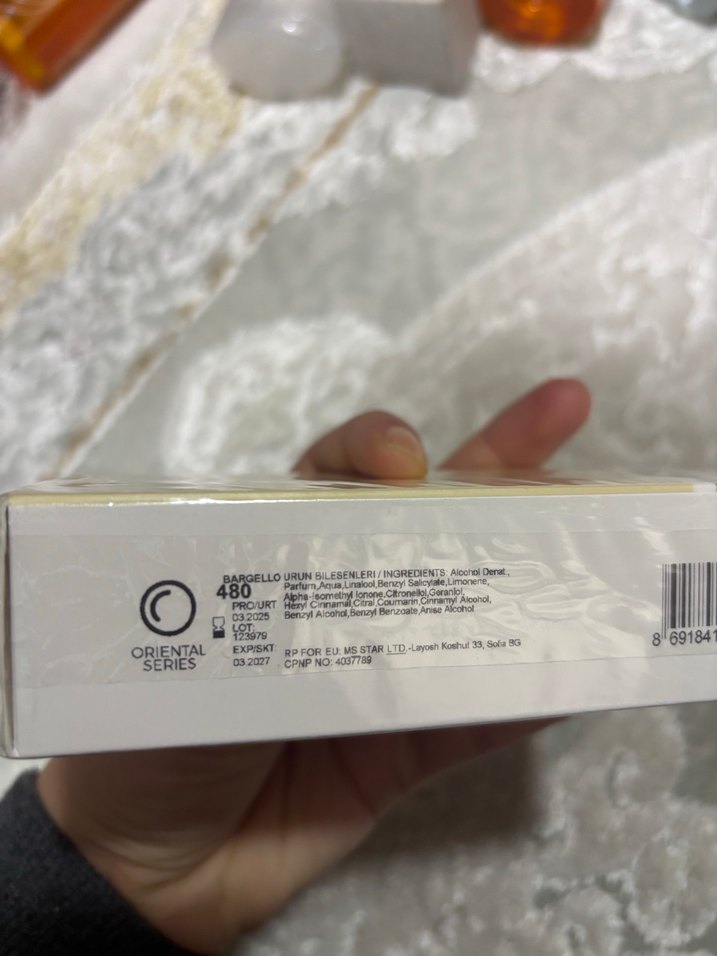 BARGELLO URUN BILESENLERI / INGREDIENTS: Alcohol Denat.,
480
Parfum,Aqua,Linalool,Benzyl Salicylate,Limonene,
Alpha-Isomethyl Ionone,Citronellol,Geraniol,
PRO/URT
Hexyl Cinnamal,Citral,Coumarin,Cinnamyl Alcohol,
03.2025
Benzyl Alcohol,Benzyl Benzoate,Anise Alcohol
LOT:
123979
EXP/SKT:
RP FOR EU: MS STAR LTD.-Layosh Koshut 33, Sofia BG
03.2027
CPNP NO: 4037789
ORIENTAL
SERIES
8 691841